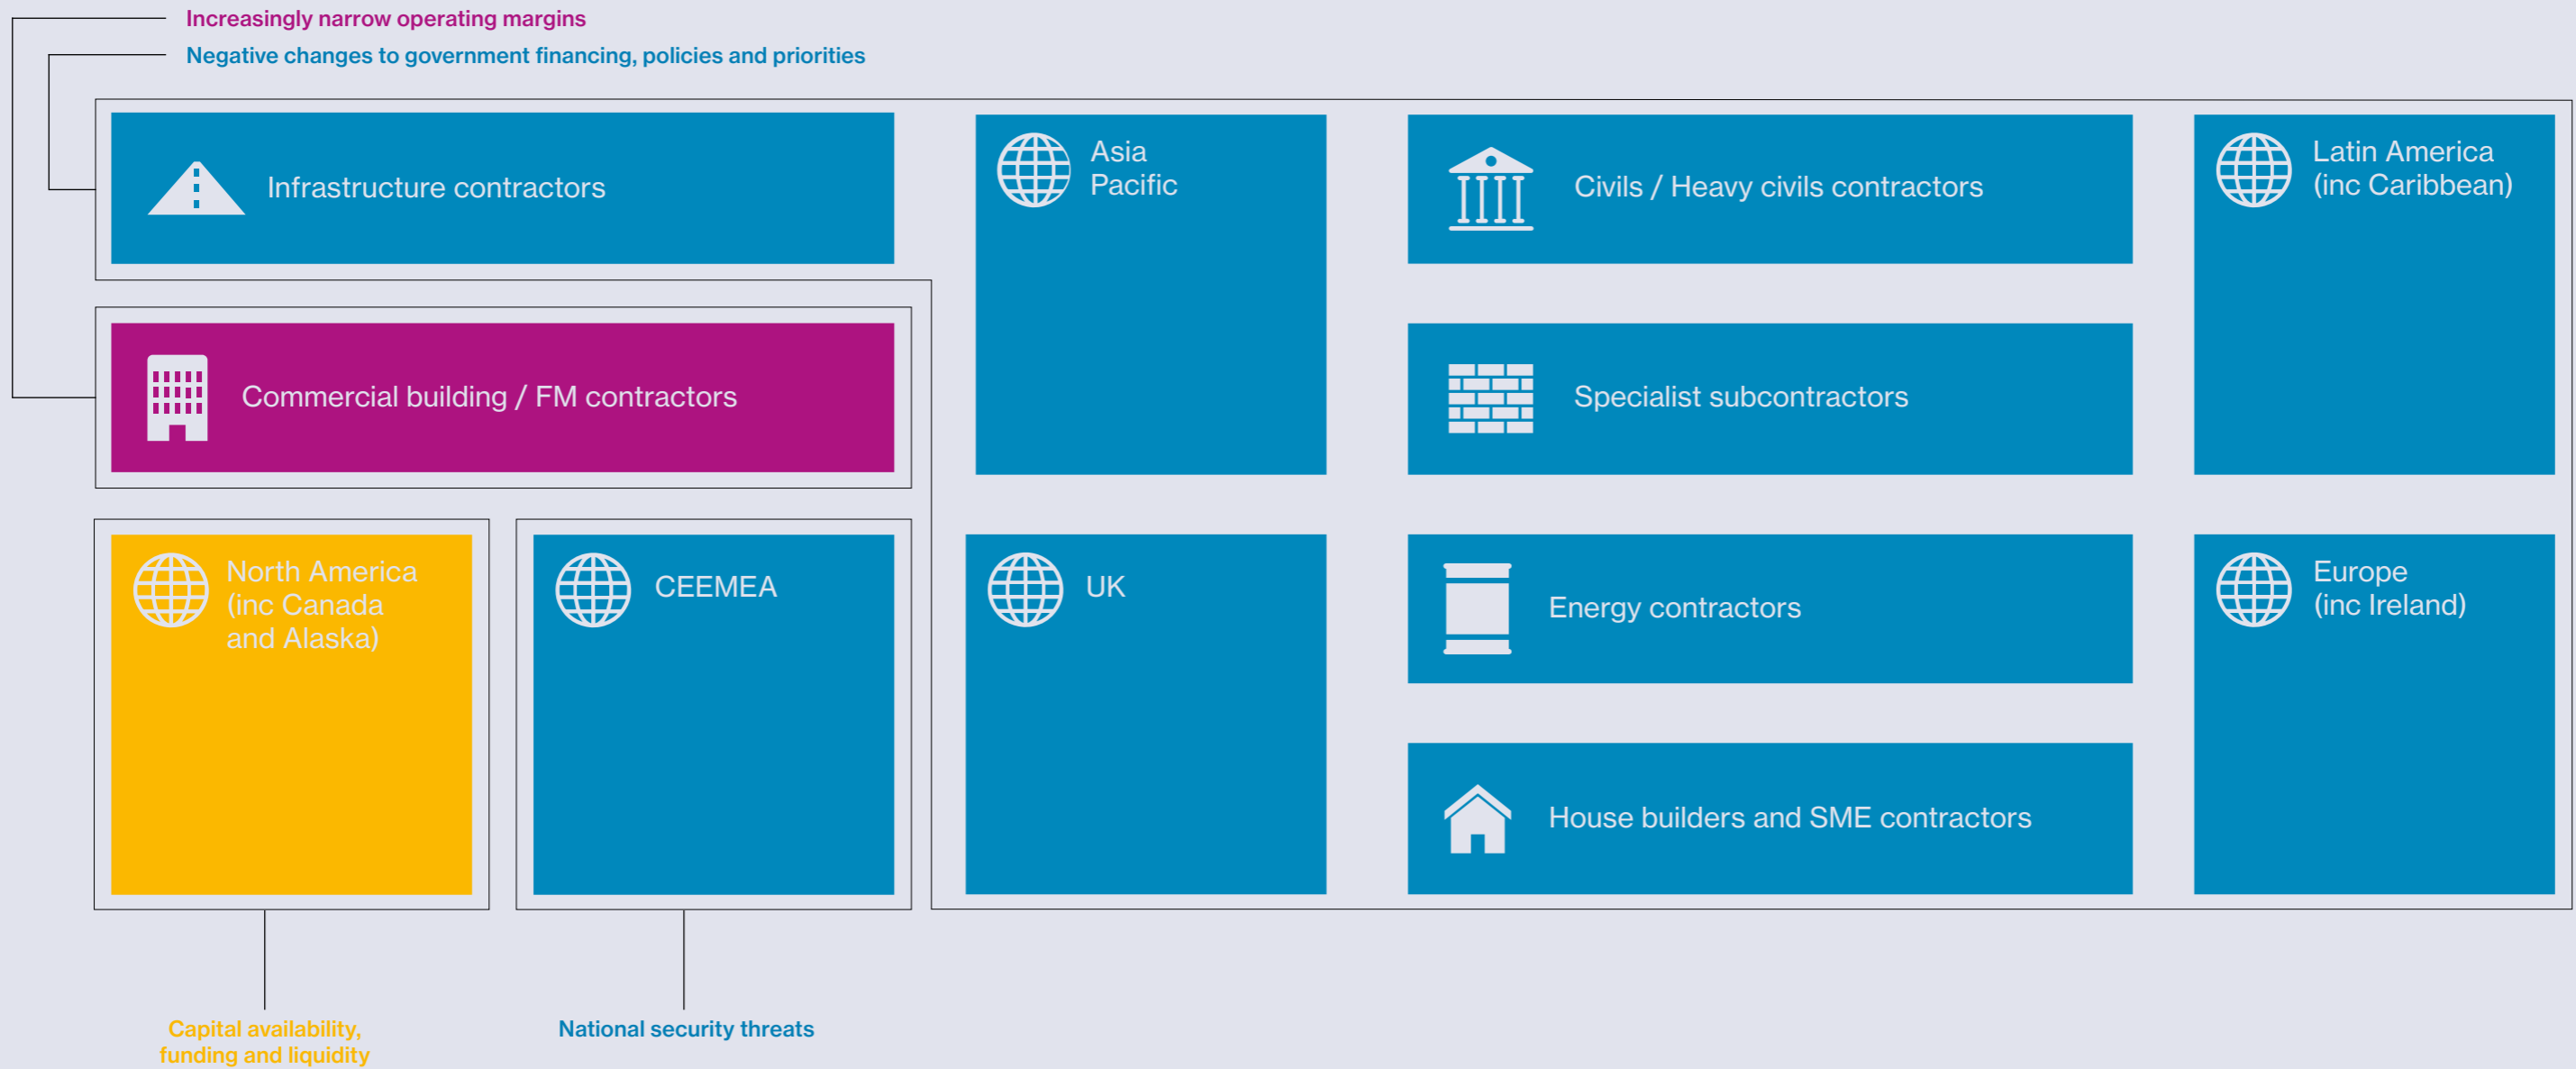 Increasingly narrow operating margins
Negative changes to government financing, policies and priorities
Infrastructure contractors
Asia
Pacific
Civils / Heavy civils contractors
Latin America
(inc Caribbean)
Commercial building / FM contractors
Specialist subcontractors
North America
(inc Canada
and Alaska)
CEEMEA
UK
Energy contractors
Europe
(inc Ireland)
House builders and SME contractors
Capital availability,
funding and liquidity
National security threats